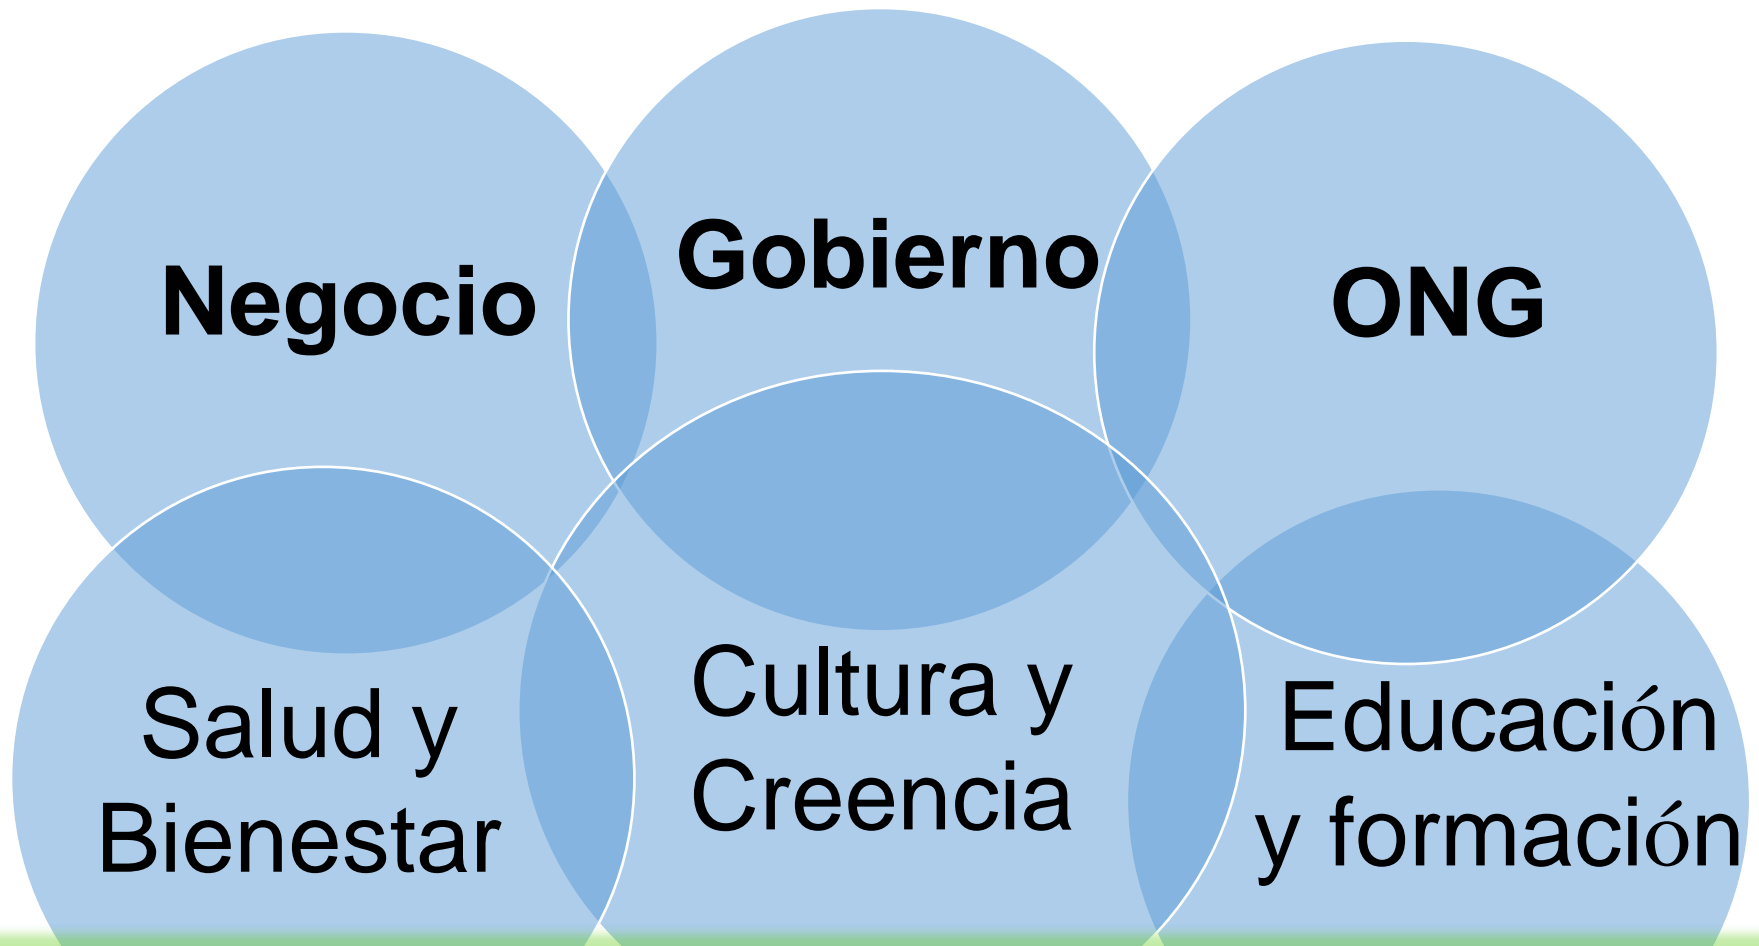 Negocio
Gobierno
ONG
Salud y
Bienestar
Cultura y
Creencia
Educación
y formación